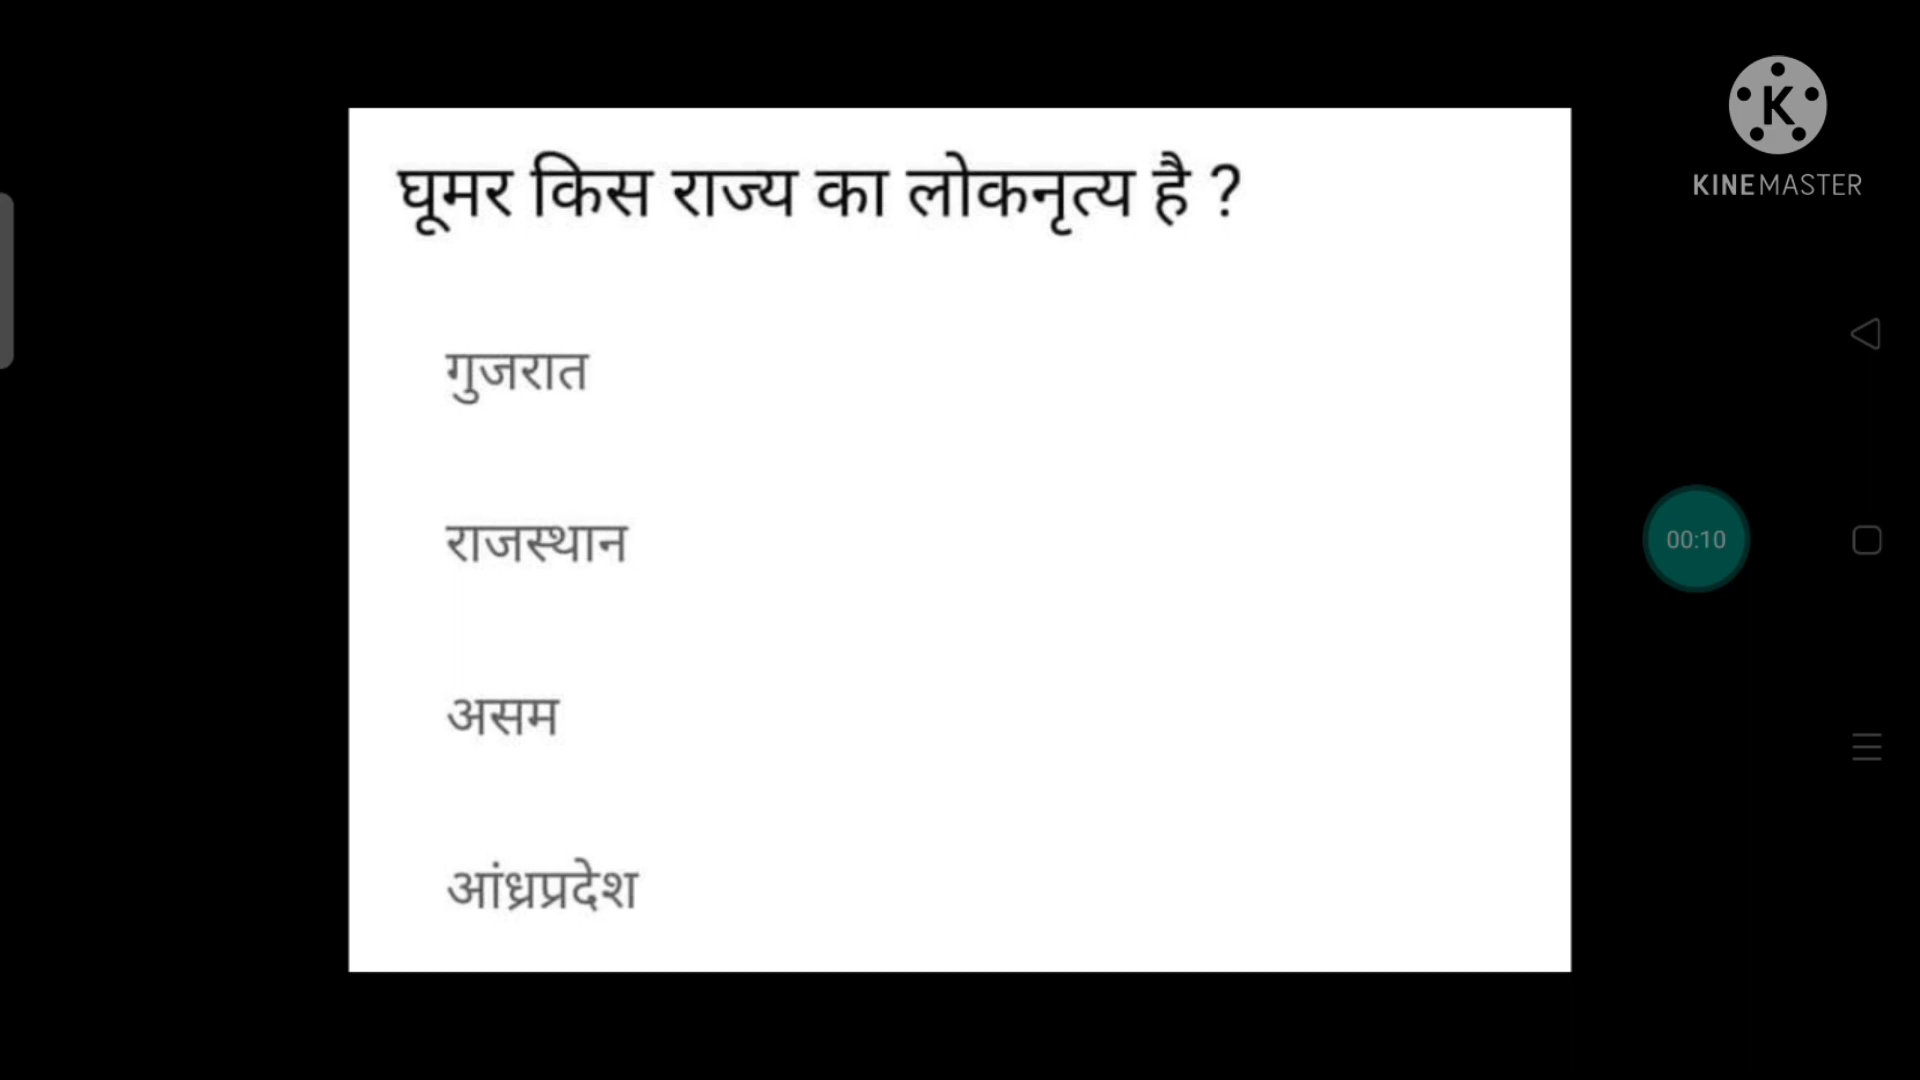 घूमर किस राज्य का लोकनृत्य है ?
गुजरात
राजस्थान
असम
आंध्रप्रदेश
K
KINEMASTER
00:10